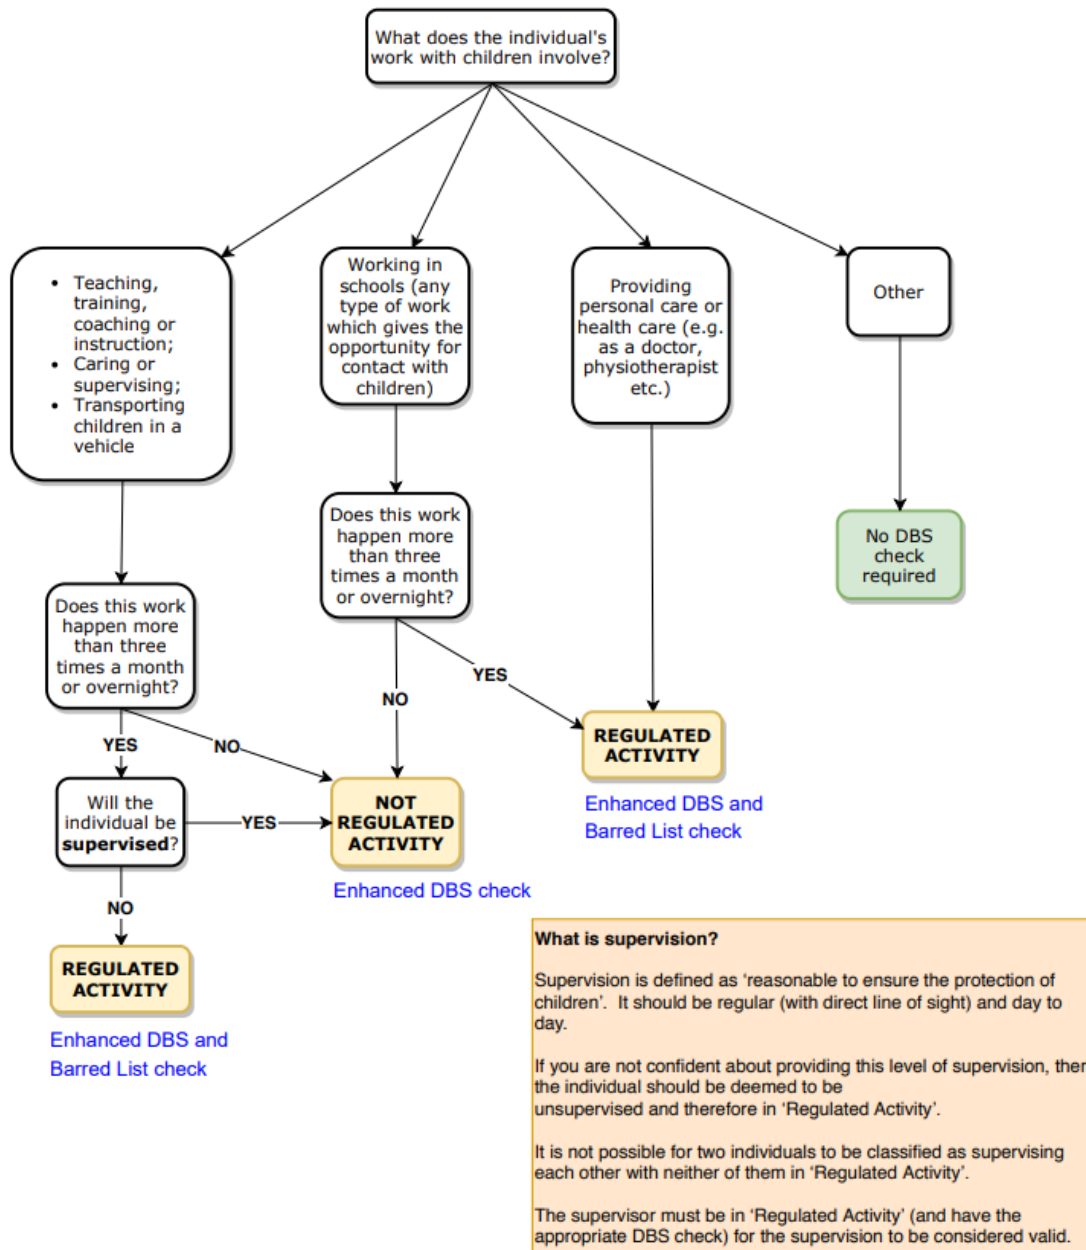 What does the individual's
work with children involve?
• Teaching,
training,
coaching or
instruction;
• Caring or
supervising;
• Transporting
children in a
vehicle
Working in
schools (any
type of work
which gives the
opportunity for
contact with
children)
Providing
personal care or
health care (e.g.
as a doctor,
physiotherapist
etc.)
Other
Does this work
happen more
than three
times a month
or overnight?
No DBS
check
required
Does this work
happen more
than three
times a month
or overnight?
YES
NO
YES
NO
REGULATED
ACTIVITY
Enhanced DBS and
Barred List check
Will the
individual be
supervised?
YES
NOT
REGULATED
ACTIVITY
Enhanced DBS check
NO
REGULATED
ACTIVITY
Enhanced DBS and
Barred List check
What is supervision?
Supervision is defined as ‘reasonable to ensure the protection of
children’. It should be regular (with direct line of sight) and day to
day.
If you are not confident about providing this level of supervision, then
the individual should be deemed to be
unsupervised and therefore in ‘Regulated Activity’.
It is not possible for two individuals to be classified as supervising
each other with neither of them in ‘Regulated Activity’.
The supervisor must be in ‘Regulated Activity’ (and have the
appropriate DBS check) for the supervision to be considered valid.